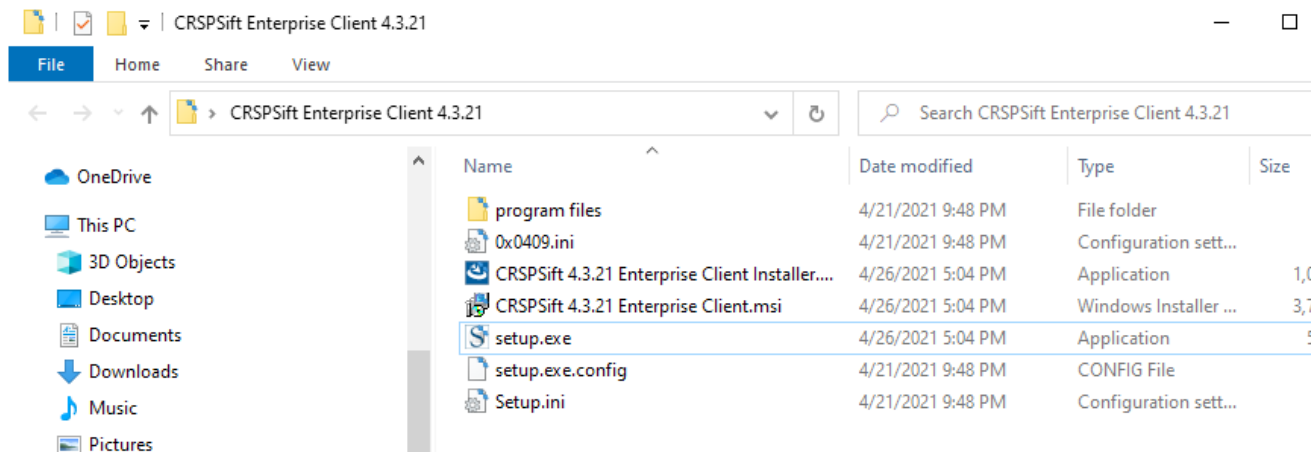 CRSPSift Enterprise Client 4.3.21
File Home Share View
CRSPSift Enterprise Client 4.3.21 Search CRSPSift Enterprise Client 4.3.21
Name Date modified Type Size
OneDrive
This PC
3D Objects
Desktop
Documents
Downloads
Music
Pictures
program files 4/21/2021 9:48 PM File folder
0x0409.ini 4/21/2021 9:48 PM Configuration sett...
CRSPSift 4.3.21 Enterprise Client Installer.... 4/26/2021 5:04 PM Application 1,0
CRSPSift 4.3.21 Enterprise Client.msi 4/26/2021 5:04 PM Windows Installer ... 3,7
setup.exe 4/26/2021 5:04 PM Application
setup.exe.config 4/21/2021 9:48 PM CONFIG File
Setup.ini 4/21/2021 9:48 PM Configuration sett...